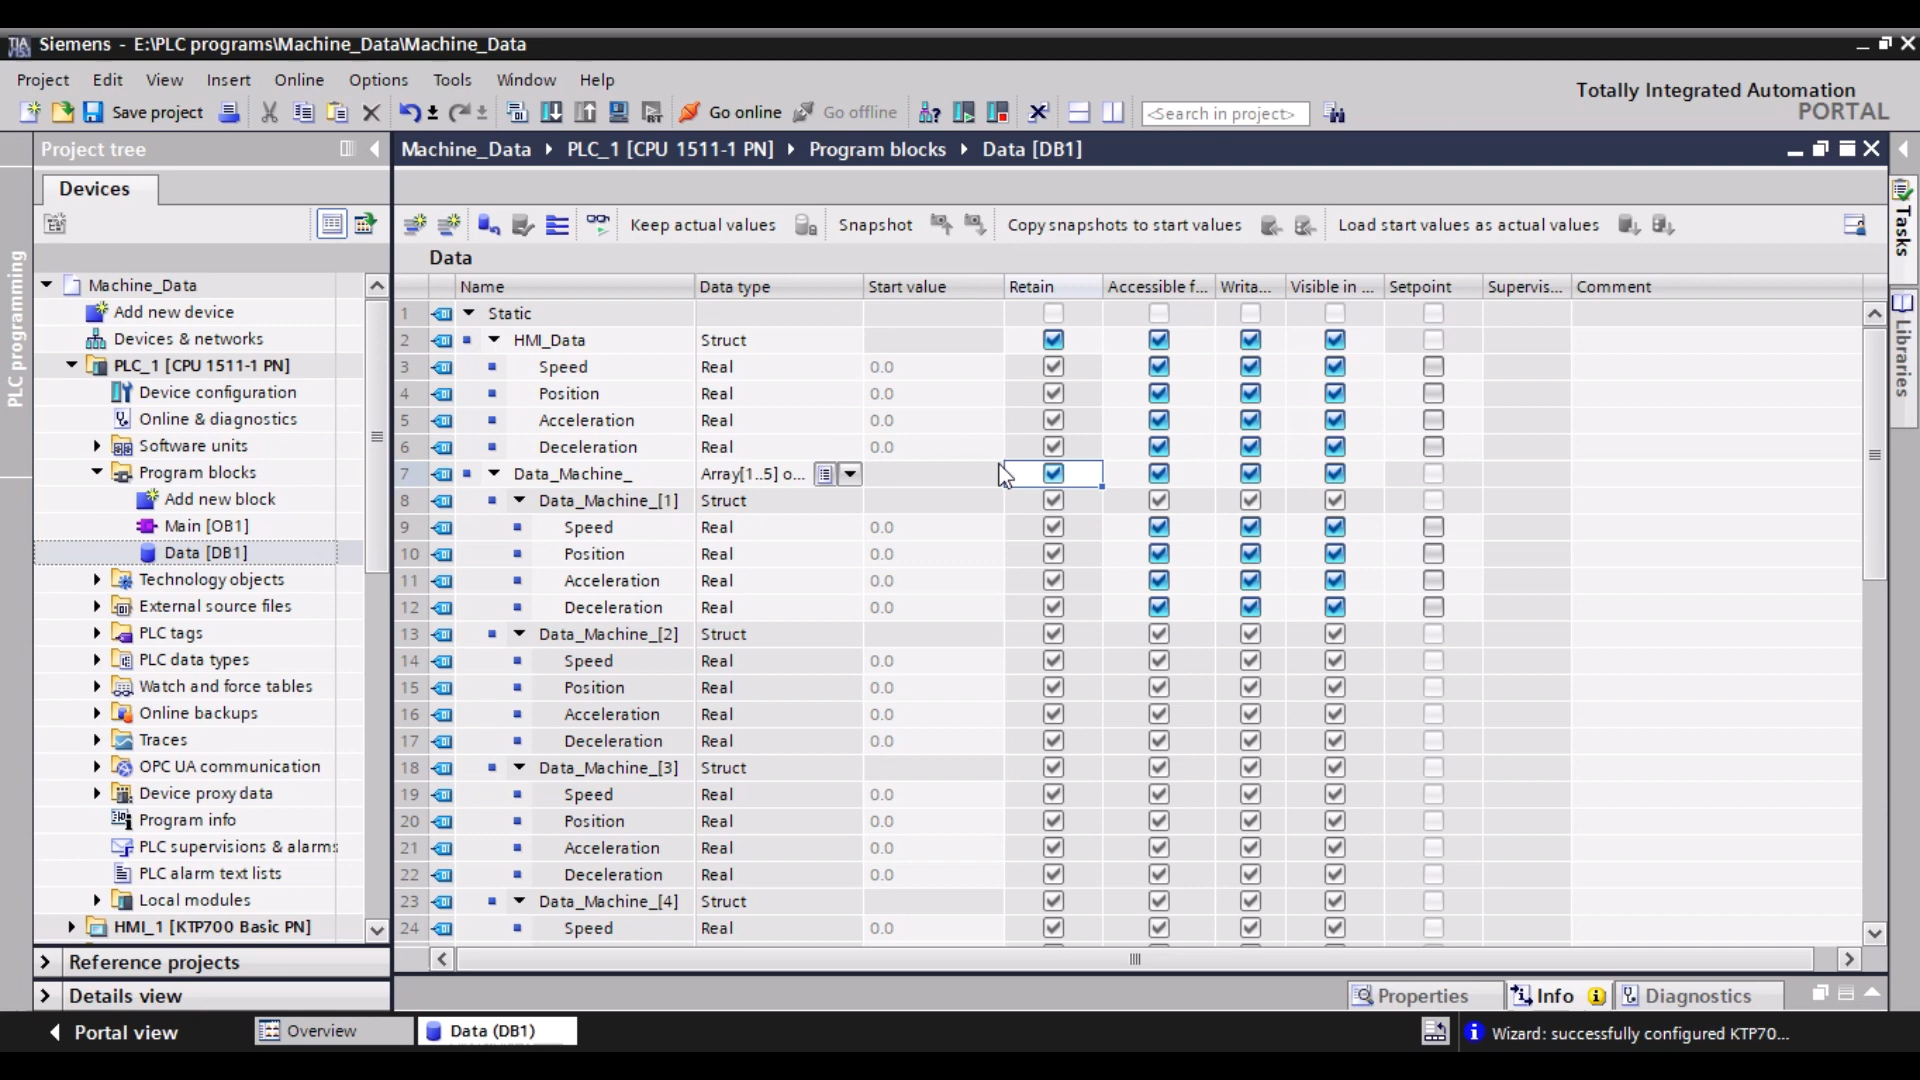 Siemens - E:\PLC programs\Machine_Data\Machine_Data
Project Edit View Insert Online Options Tools Window Help
Totally Integrated Automation
PORTAL
Save project Go online Go offline <Search in project>
Project tree
Machine_Data PLC_1 [CPU 1511-1 PN] Program blocks Data [DB1]
Devices
Keep actual values Snapshot Copy snapshots to start values Load start values as actual values
Data
Name Data type Start value Retain Accessible f... Writa... Visible in ... Setpoint Supervis... Comment
1 Static
2 HMI_Data Struct
3 Speed Real 0.0
4 Position Real 0.0
5 Acceleration Real 0.0
6 Deceleration Real 0.0
7 Data_Machine_ Array[1..5] o...
8 Data_Machine_[1] Struct
9 Speed Real 0.0
10 Position Real 0.0
11 Acceleration Real 0.0
12 Deceleration Real 0.0
13 Data_Machine_[2] Struct
14 Speed Real 0.0
15 Position Real 0.0
16 Acceleration Real 0.0
17 Deceleration Real 0.0
18 Data_Machine_[3] Struct
19 Speed Real 0.0
20 Position Real 0.0
21 Acceleration Real 0.0
22 Deceleration Real 0.0
23 Data_Machine_[4] Struct
24 Speed Real 0.0
Machine_Data
Add new device
Devices & networks
PLC_1 [CPU 1511-1 PN]
Device configuration
Online & diagnostics
Software units
Program blocks
Add new block
Main [OB1]
Data [DB1]
Technology objects
External source files
PLC tags
PLC data types
Watch and force tables
Online backups
Traces
OPC UA communication
Device proxy data
Program info
PLC supervisions & alarms
PLC alarm text lists
Local modules
HMI_1 [KTP700 Basic PN]
Reference projects
Details view
PLC programming
Tasks
Libraries
Properties Info Diagnostics
Portal view Overview Data (DB1) Wizard: successfully configured KTP70...